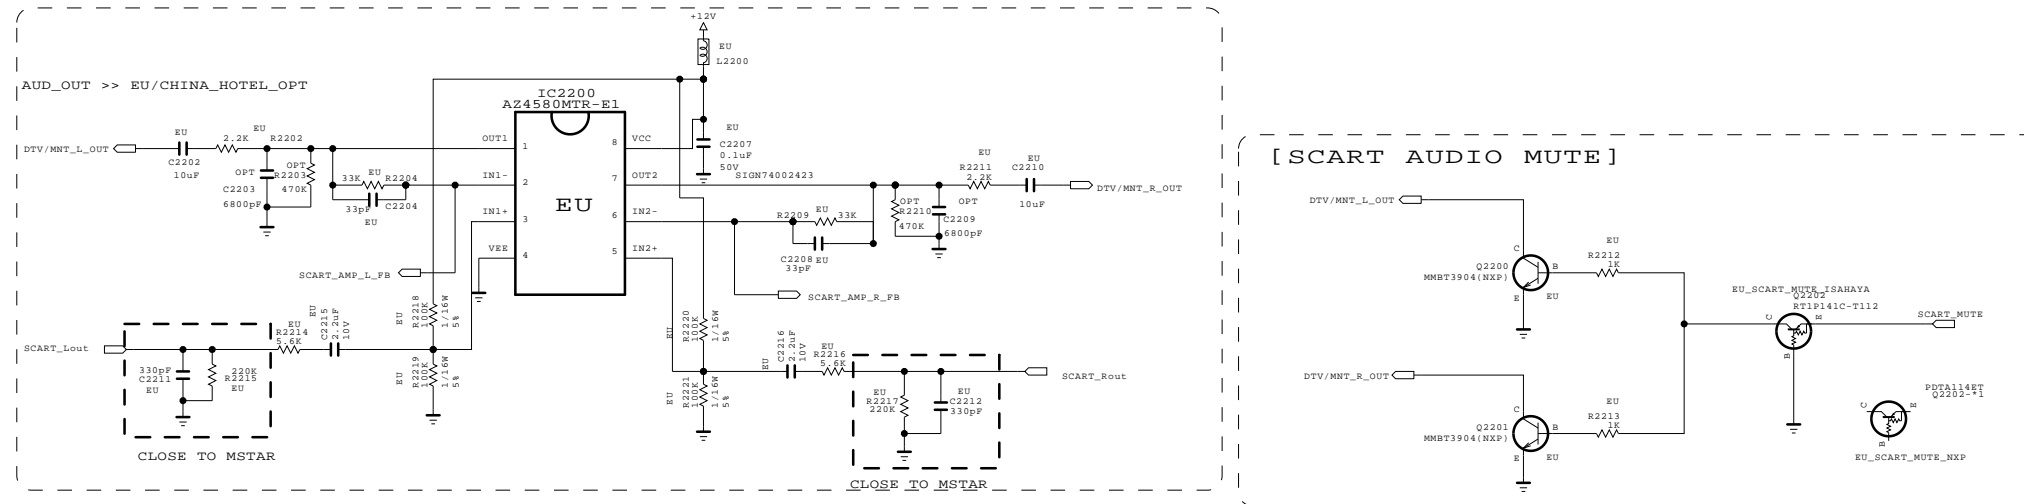 +12V
EU
L2200
AUD_OUT >> EU/CHINA_HOTEL_OPT
IC2200
AZ4580MTR-E1
EU
OUT1
1
IN1-
2
IN1+
3
VEE
4
8
VCC
7
OUT2
6
IN2-
5
IN2+
EU
C2207
0.1uF
50V
SIGN74002423
DTV/MNT_L_OUT
EU
C2202
10uF
EU
2.2K
R2202
OPT
C2203
6800pF
OPT
R2203
470K
EU
33K
R2204
33pF
C2204
EU
SCART_AMP_L_FB
EU
R2218
100K
1/16W
5%
EU
R2219
100K
1/16W
5%
EU
C2215
2.2uF
10V
EU
R2214
5.6K
SCART_Lout
330pF
C2211
EU
220K
R2215
EU
CLOSE TO MSTAR
EU
R2211
2.2K
EU
C2210
10uF
DTV/MNT_R_OUT
OPT
R2210
470K
OPT
C2209
6800pF
R2209
EU
33K
C2208
EU
33pF
SCART_AMP_R_FB
EU
R2220
100K
1/16W
5%
EU
R2221
100K
1/16W
5%
EU
C2216
2.2uF
10V
EU
R2216
5.6K
SCART_Rout
EU
R2217
220K
EU
C2212
330pF
CLOSE TO MSTAR
[SCART AUDIO MUTE]
DTV/MNT_L_OUT
C
B
E
Q2200
MMBT3904(NXP)
EU
EU
R2212
1K
EU_SCART_MUTE_ISAHAYA
Q2202
RT1P141C-T112
C
E
B
SCART_MUTE
DTV/MNT_R_OUT
C
B
E
Q2201
MMBT3904(NXP)
EU
EU
R2213
1K
PDTA114ET
Q2202-*1
C
E
B
EU_SCART_MUTE_NXP